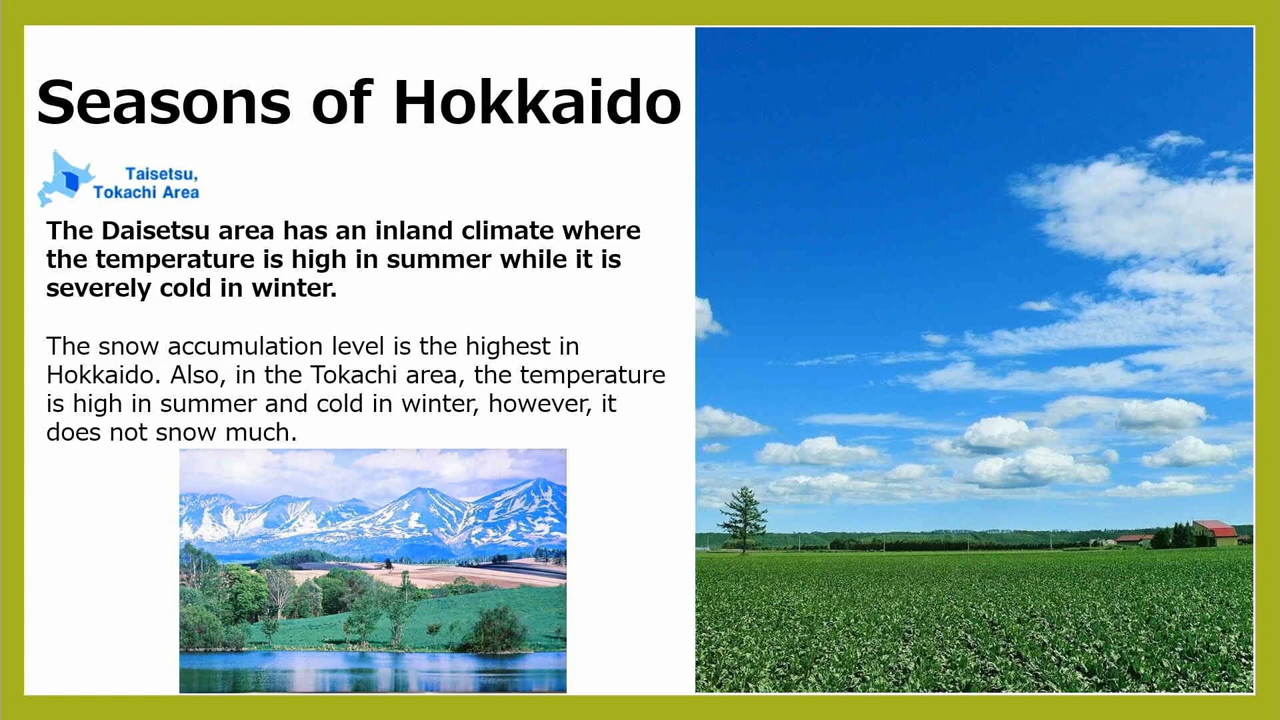 Seasons of Hokkaido
Taisetsu,
Tokachi Area
The Daisetsu area has an inland climate where
the temperature is high in summer while it is
severely cold in winter.
The snow accumulation level is the highest in
Hokkaido. Also, in the Tokachi area, the temperature
is high in summer and cold in winter, however, it
does not snow much.